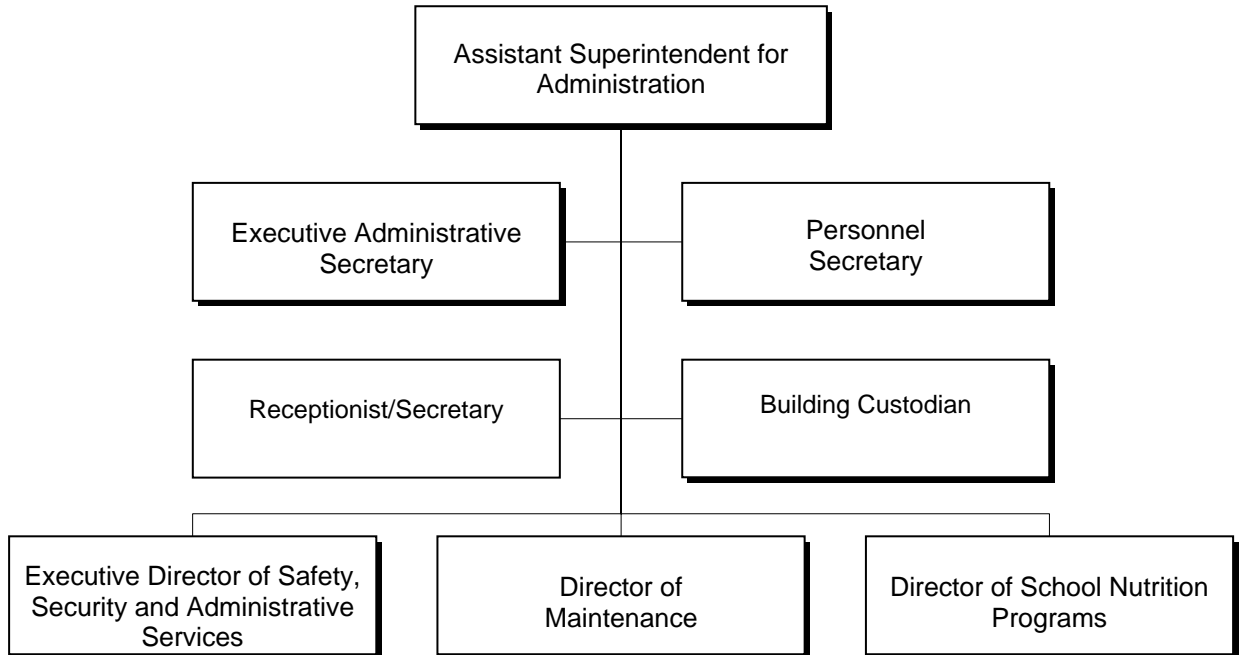 Assistant Superintendent for
Administration
Executive Administrative
Secretary
Personnel
Secretary
Receptionist/Secretary
Building Custodian
Executive Director of Safety,
Security and Administrative
Services
Director of
Maintenance
Director of School Nutrition
Programs